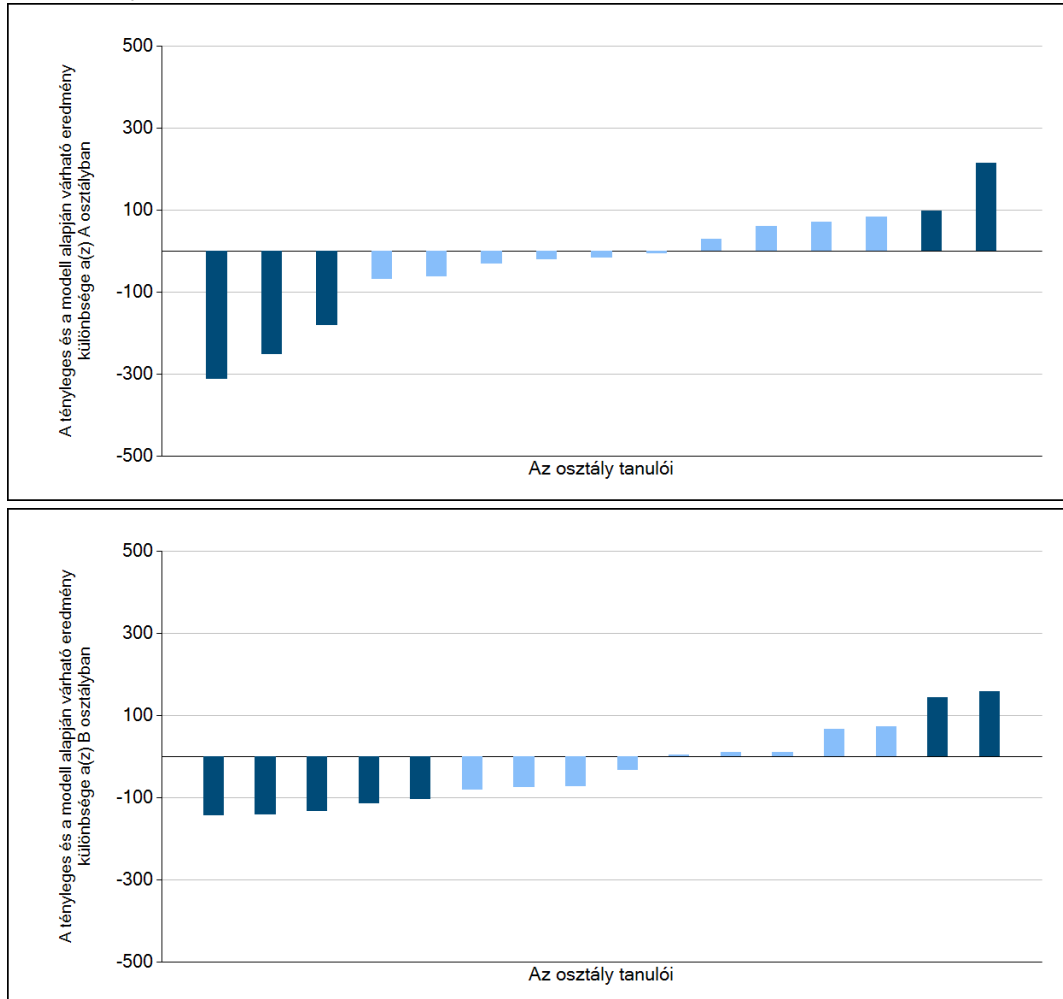 A tényleges és a modell alapján várható eredmény
különbsége a(z) A osztályban
500
300
100
-100
-300
-500
Az osztály tanulói
A tényleges és a modell alapján várható eredmény
különbsége a(z) B osztályban
500
300
100
-100
-300
-500
Az osztály tanulói